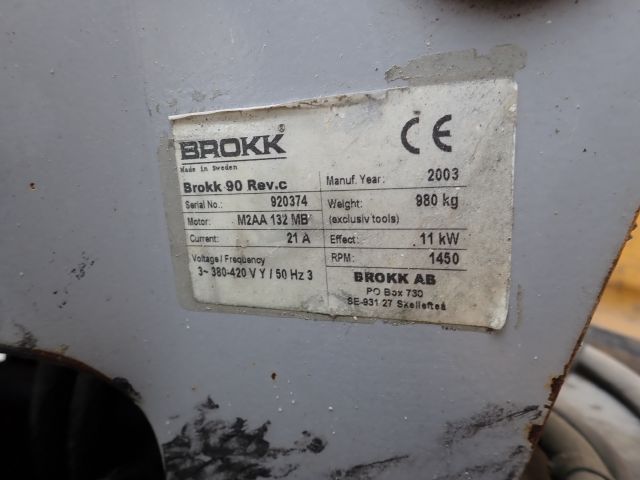 BROKK®
Made in Sweden
CE
Brokk 90 Rev.c
Manuf. Year: 2003
Serial No.: 920374
Weight: 980 kg
(exclusiv tools)
Motor: M2AA 132 MB
Current: 21 A
Effect: 11 kW
Voltage / Frequency
3~ 380-420 V Y / 50 Hz 3
RPM: 1450
BROKK AB
PO Box 730
SE-931 27 Skellefteå